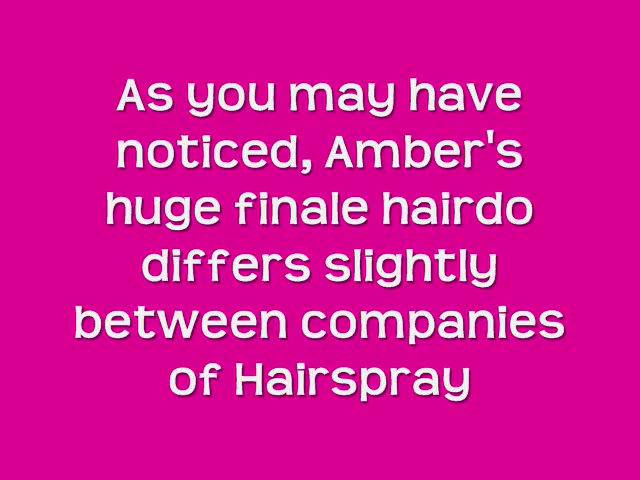 As you may have
noticed, Amber's
huge finale hairdo
differs slightly
between companies
of Hairspray